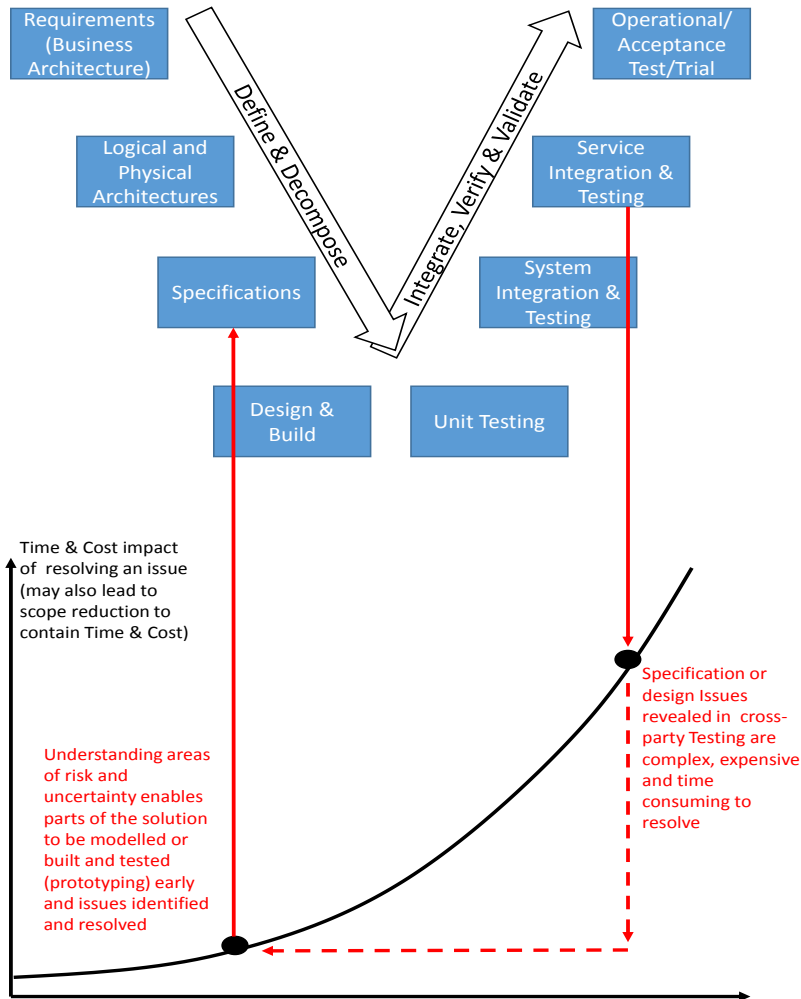 Requirements
(Business
Architecture)
Operational/
Acceptance
Test/Trial
Define & Decompose
Integrate, Verify & Validate
Logical and
Physical
Architectures
Service
Integration &
Testing
Specifications
System
Integration &
Testing
Design &
Build
Unit Testing
Time & Cost impact
of resolving an issue
(may also lead to
scope reduction to
contain Time & Cost)
Specification or
design Issues
revealed in cross-
party Testing are
complex, expensive
and time
consuming to
resolve
Understanding areas
of risk and
uncertainty enables
parts of the solution
to be modelled or
built and tested
(prototyping) early
and issues identified
and resolved